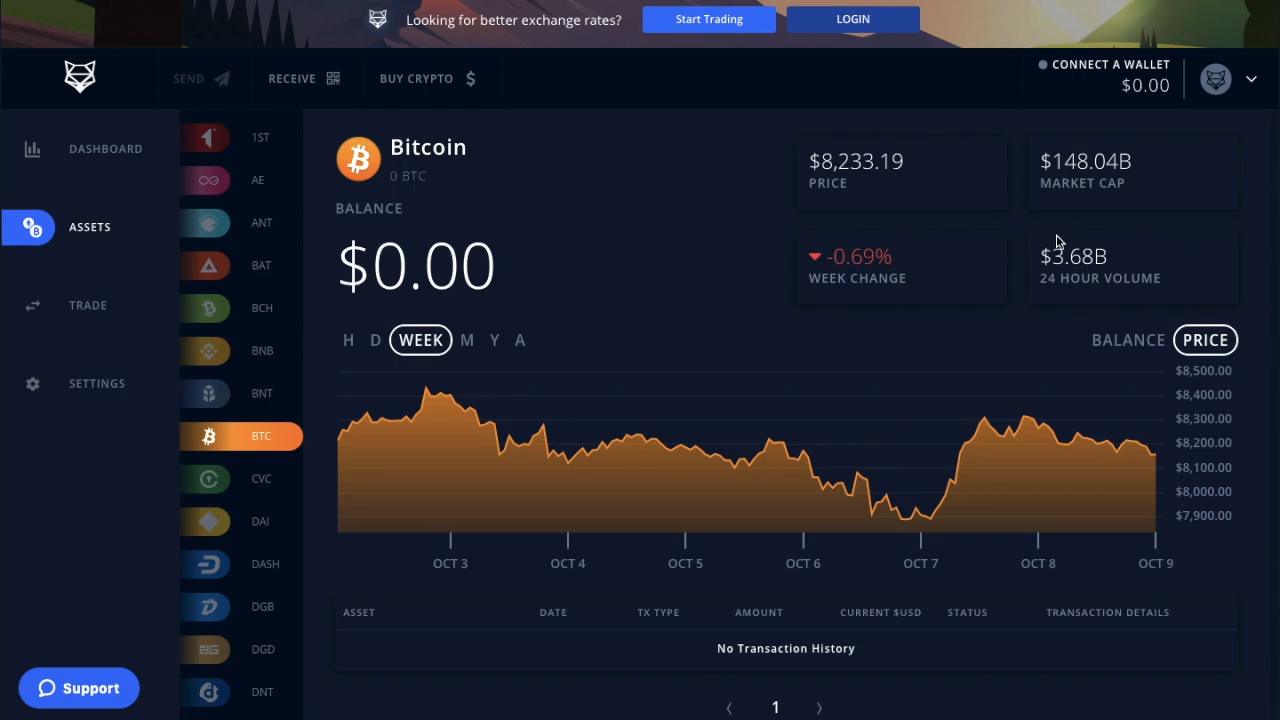 Looking for better exchange rates?
Start Trading
LOGIN
SEND
RECEIVE
BUY CRYPTO
CONNECT A WALLET
$0.00
DASHBOARD
ASSETS
TRADE
SETTINGS
1ST
AE
ANT
BAT
BCH
BNB
BNT
BTC
CVC
DAI
DASH
DGB
DGD
DNT
Bitcoin
0 BTC
BALANCE
$0.00
$8,233.19
PRICE
$148.04B
MARKET CAP
-0.69%
WEEK CHANGE
$3.68B
24 HOUR VOLUME
H D WEEK M Y A
BALANCE PRICE
$8,500.00
$8,400.00
$8,300.00
$8,200.00
$8,100.00
$8,000.00
$7,900.00
OCT 3 OCT 4 OCT 5 OCT 6 OCT 7 OCT 8 OCT 9
ASSET DATE TX TYPE AMOUNT CURRENT $USD STATUS TRANSACTION DETAILS
No Transaction History
1
Support